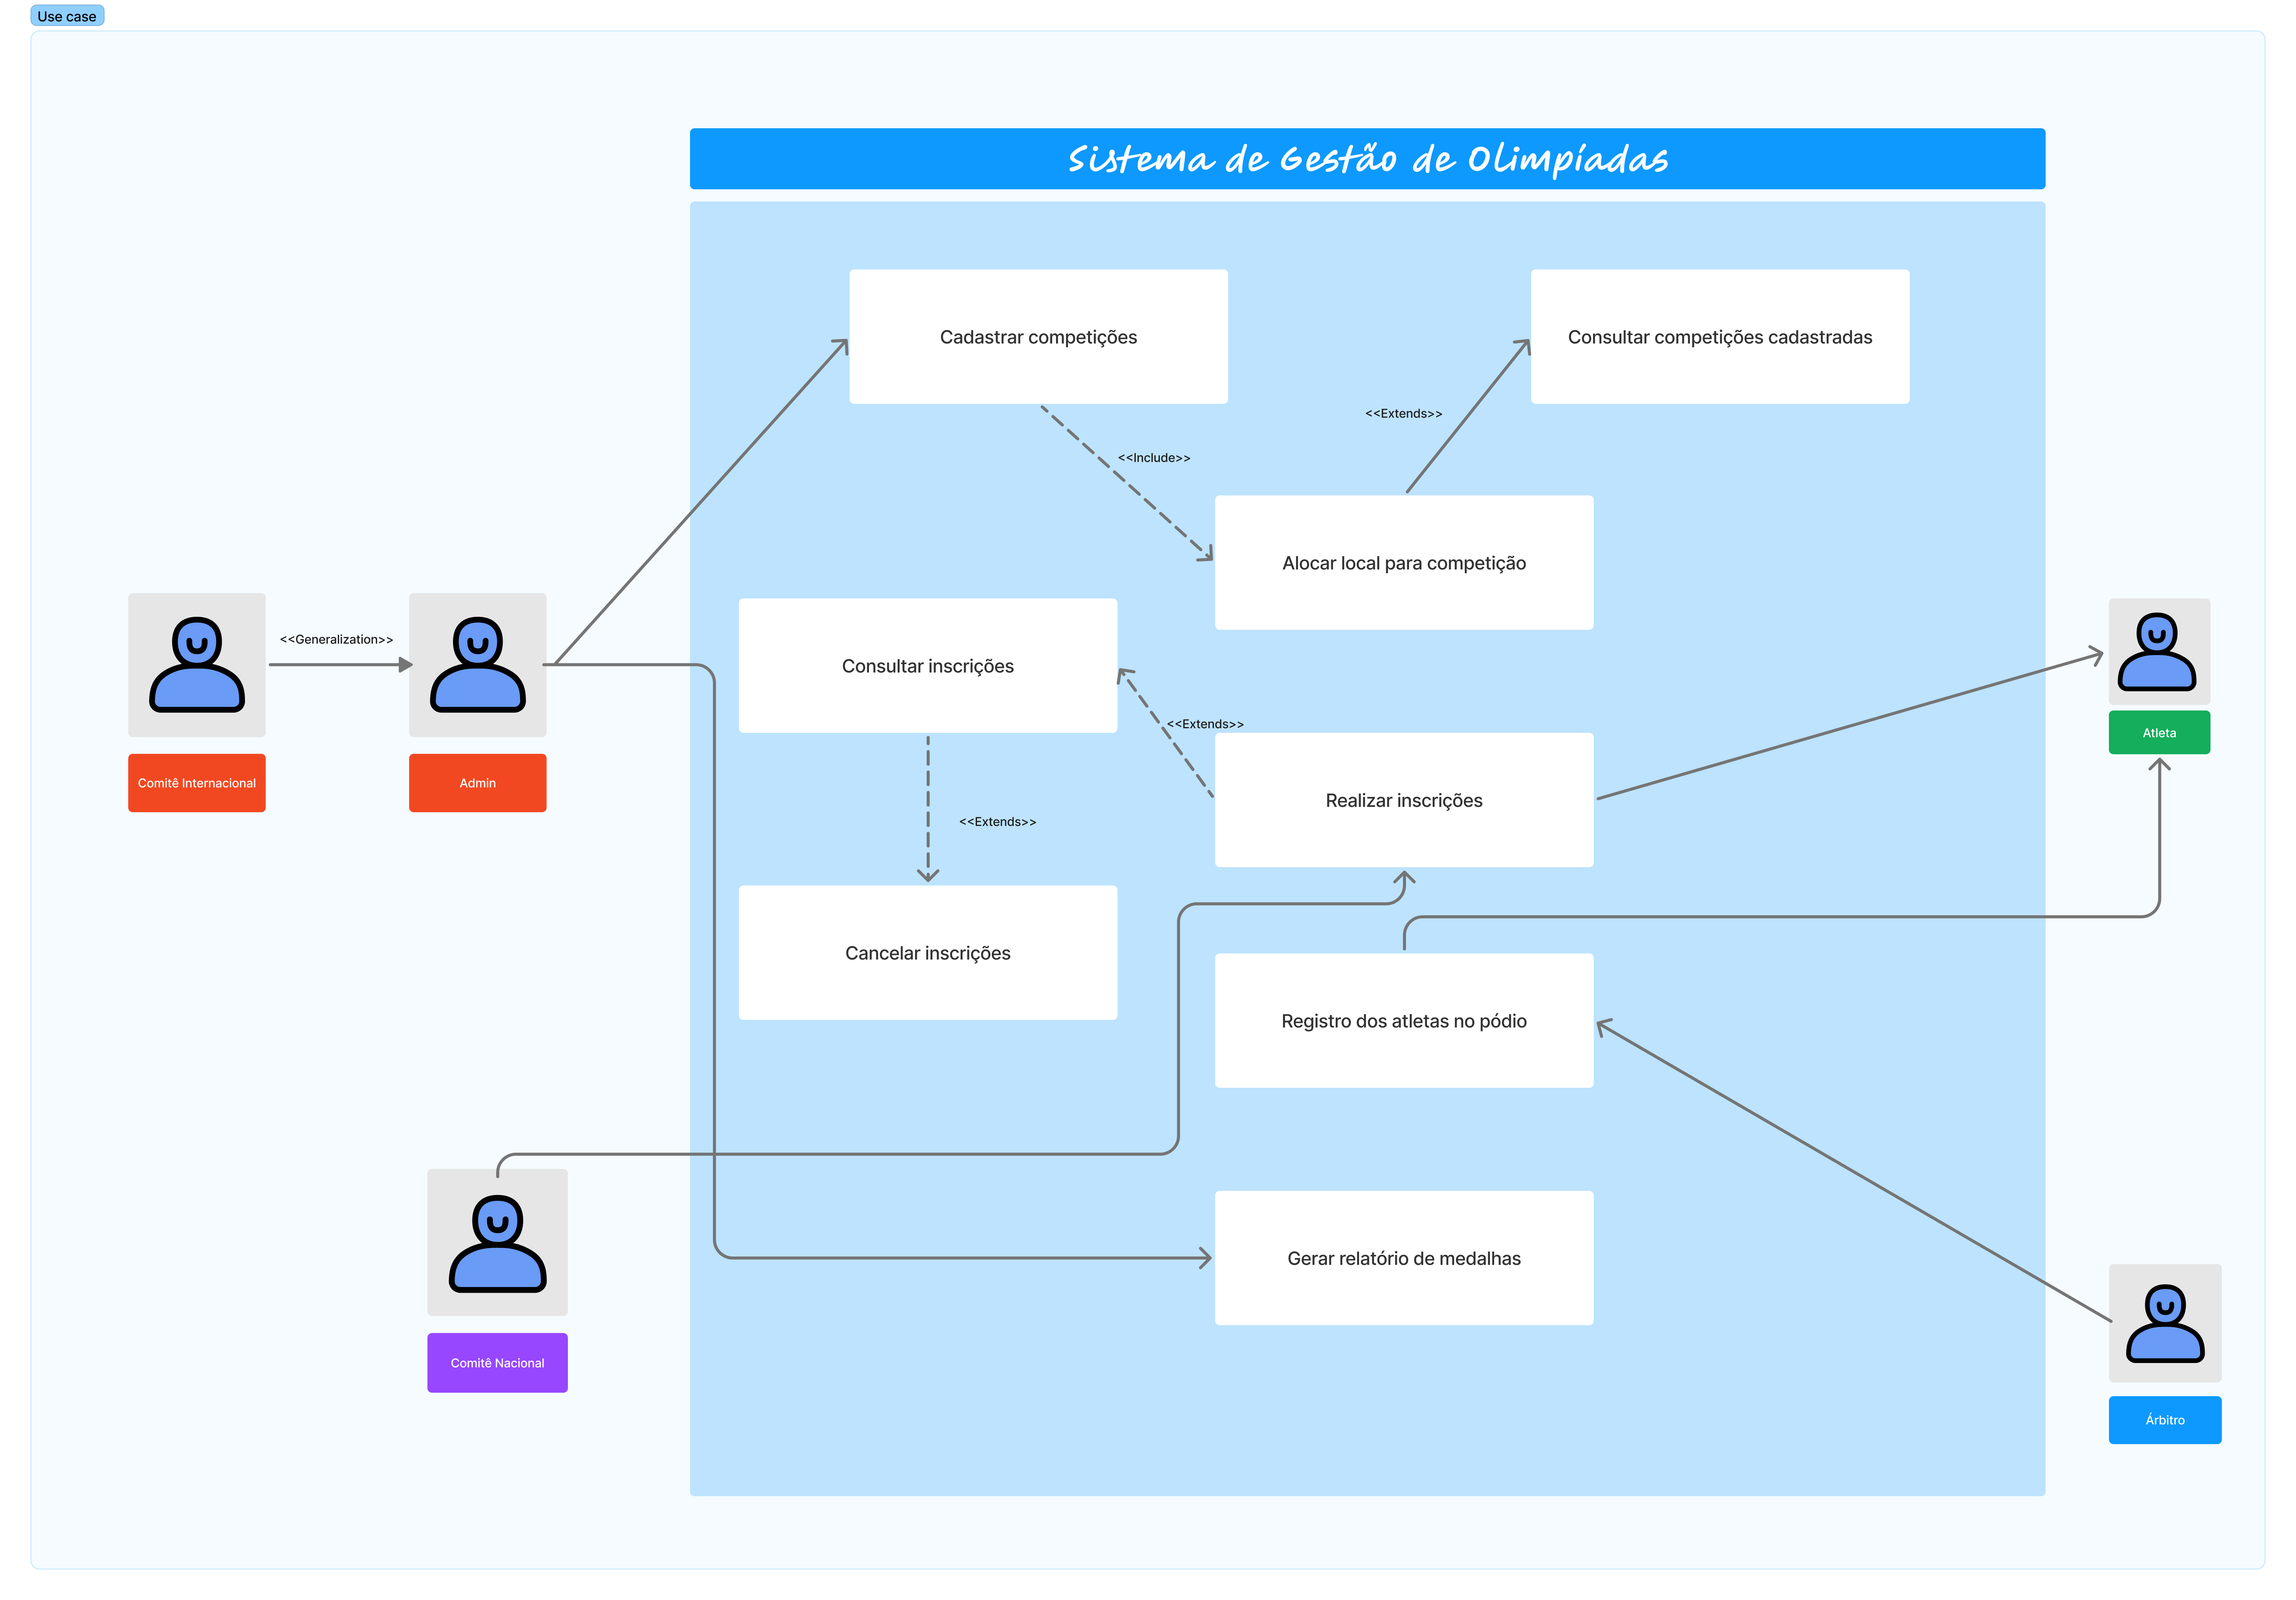 Use case
Sistema de Gestão de Olimpíadas
Cadastrar competições
Consultar competições cadastradas
<<Extends>>
<<Include>>
Alocar local para competição
<<Generalization>>
Consultar inscrições
<<Extends>>
Atleta
Comitê Internacional
Admin
Realizar inscrições
<<Extends>>
Cancelar inscrições
Registro dos atletas no pódio
Gerar relatório de medalhas
Comitê Nacional
Árbitro